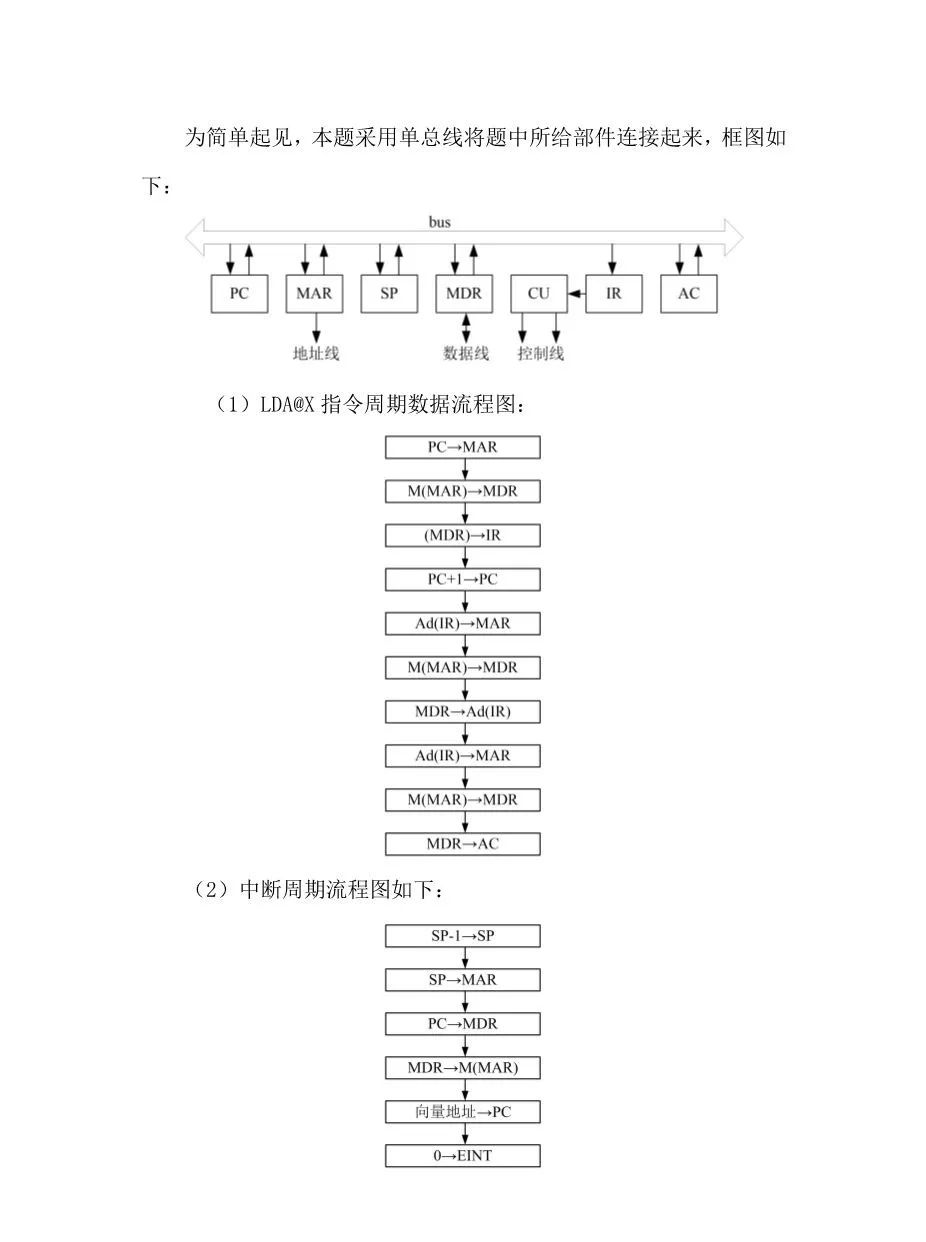 为简单起见，本题采用单总线将题中所给部件连接起来，框图如
下：
bus
PC MAR SP MDR CU IR AC
地址线 数据线 控制线
（1）LDA@X 指令周期数据流程图：
PC→MAR
M(MAR)→MDR
(MDR)→IR
PC+1→PC
Ad(IR)→MAR
M(MAR)→MDR
MDR→Ad(IR)
Ad(IR)→MAR
M(MAR)→MDR
MDR→AC
（2）中断周期流程图如下：
SP-1→SP
SP→MAR
PC→MDR
MDR→M(MAR)
向量地址→PC
0→EINT